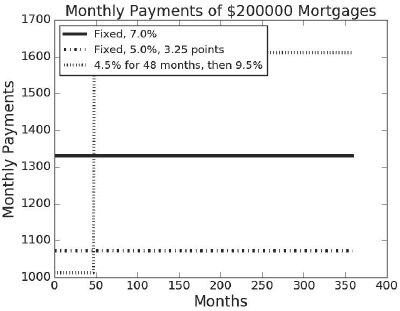 Monthly Payments of $200000 Mortgages
Fixed, 7.0%
Fixed, 5.0%, 3.25 points
4.5% for 48 months, then 9.5%
Monthly Payments
1700
1600
1500
1400
1300
1200
1100
1000
0 50 100 150 200 250 300 350 400
Months